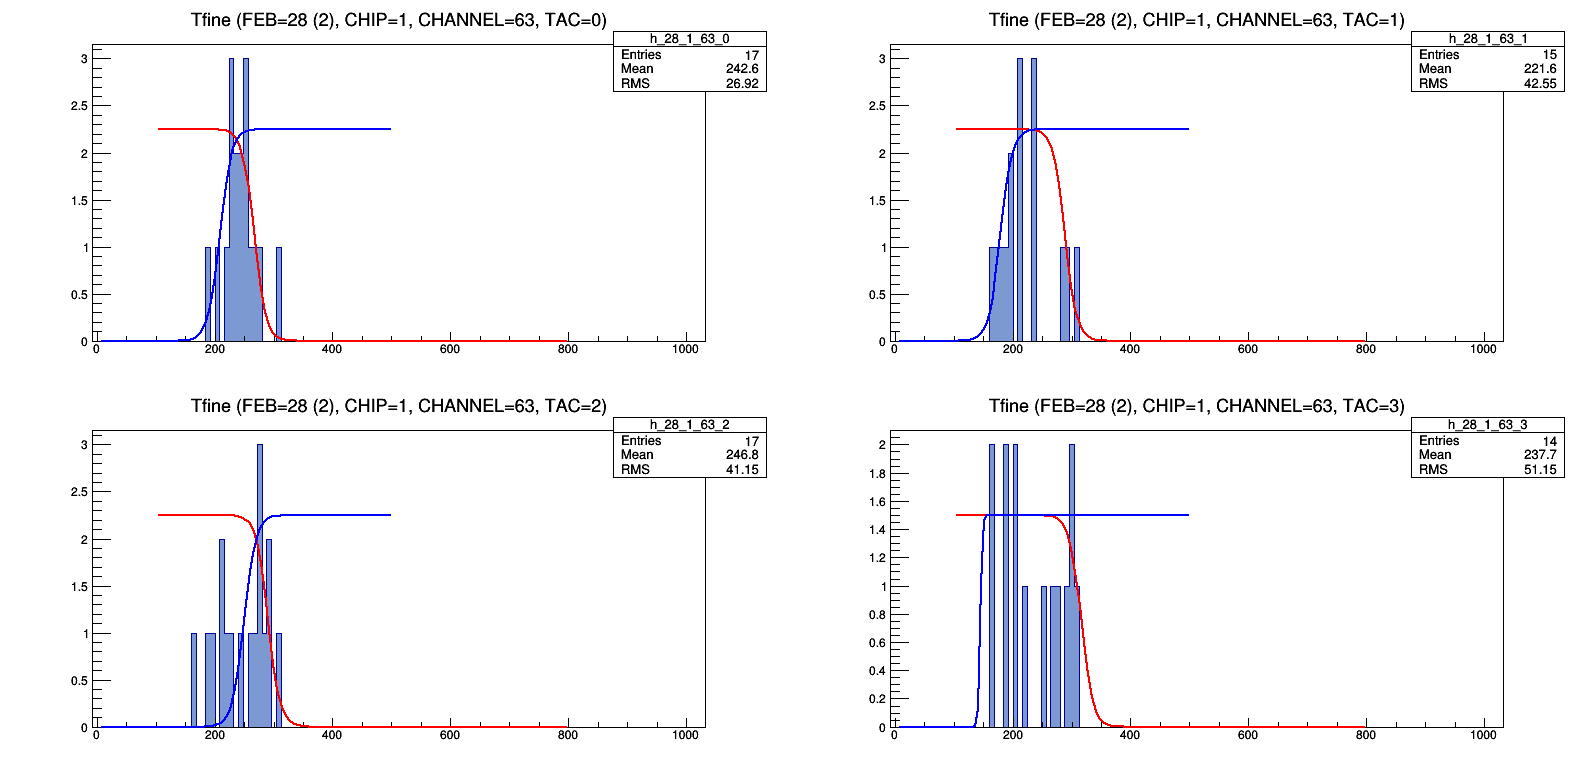 Tfine (FEB=28 (2), CHIP=1, CHANNEL=63, TAC=0)
h_28_1_63_0
Entries 17
Mean 242.6
RMS 26.92
3
2.5
2
1.5
1
0.5
0
0 200 400 600 800 1000
Tfine (FEB=28 (2), CHIP=1, CHANNEL=63, TAC=1)
h_28_1_63_1
Entries 15
Mean 221.6
RMS 42.55
3
2.5
2
1.5
1
0.5
0
0 200 400 600 800 1000
Tfine (FEB=28 (2), CHIP=1, CHANNEL=63, TAC=2)
h_28_1_63_2
Entries 17
Mean 246.8
RMS 41.15
3
2.5
2
1.5
1
0.5
0
0 200 400 600 800 1000
Tfine (FEB=28 (2), CHIP=1, CHANNEL=63, TAC=3)
h_28_1_63_3
Entries 14
Mean 237.7
RMS 51.15
2
1.8
1.6
1.4
1.2
1
0.8
0.6
0.4
0.2
0
0 200 400 600 800 1000